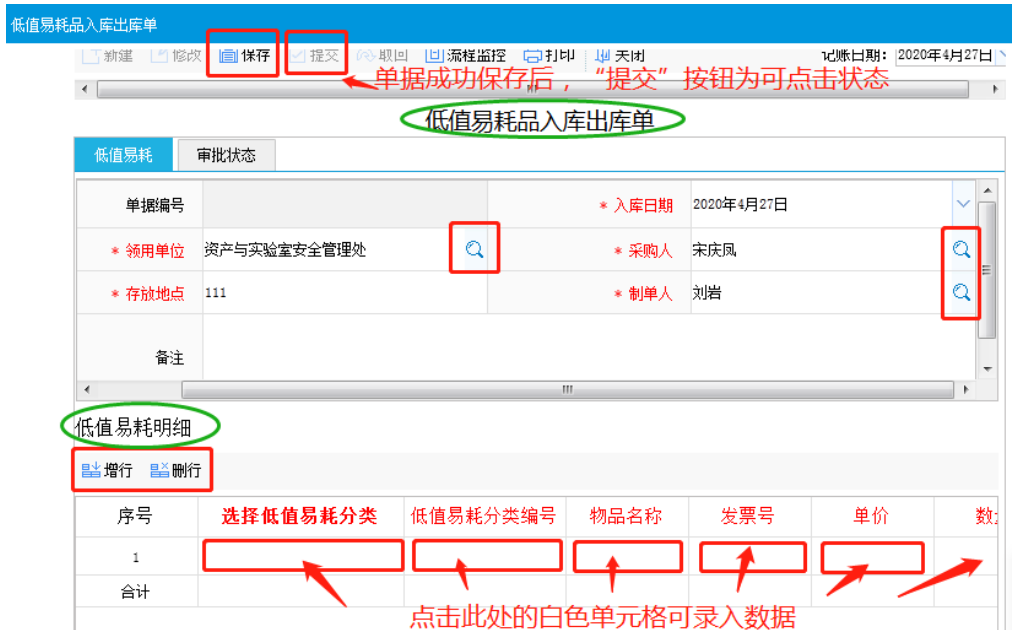 低值易耗品入库出库单
新建 修改 保存 提交 取回 流程监控 打印 关闭 记账日期： 2020年4月27日
单据成功保存后，“提交”按钮为可点击状态
低值易耗品入库出库单
低值易耗 审批状态
单据编号 * 入库日期 2020年4月27日
* 领用单位 资产与实验室安全管理处 * 采购人 宋庆凤
* 存放地点 111 * 制单人 刘岩
备注
低值易耗明细
增行 删行
序号 选择低值易耗分类 低值易耗分类编号 物品名称 发票号 单价
1
合计
点击此处的白色单元格可录入数据